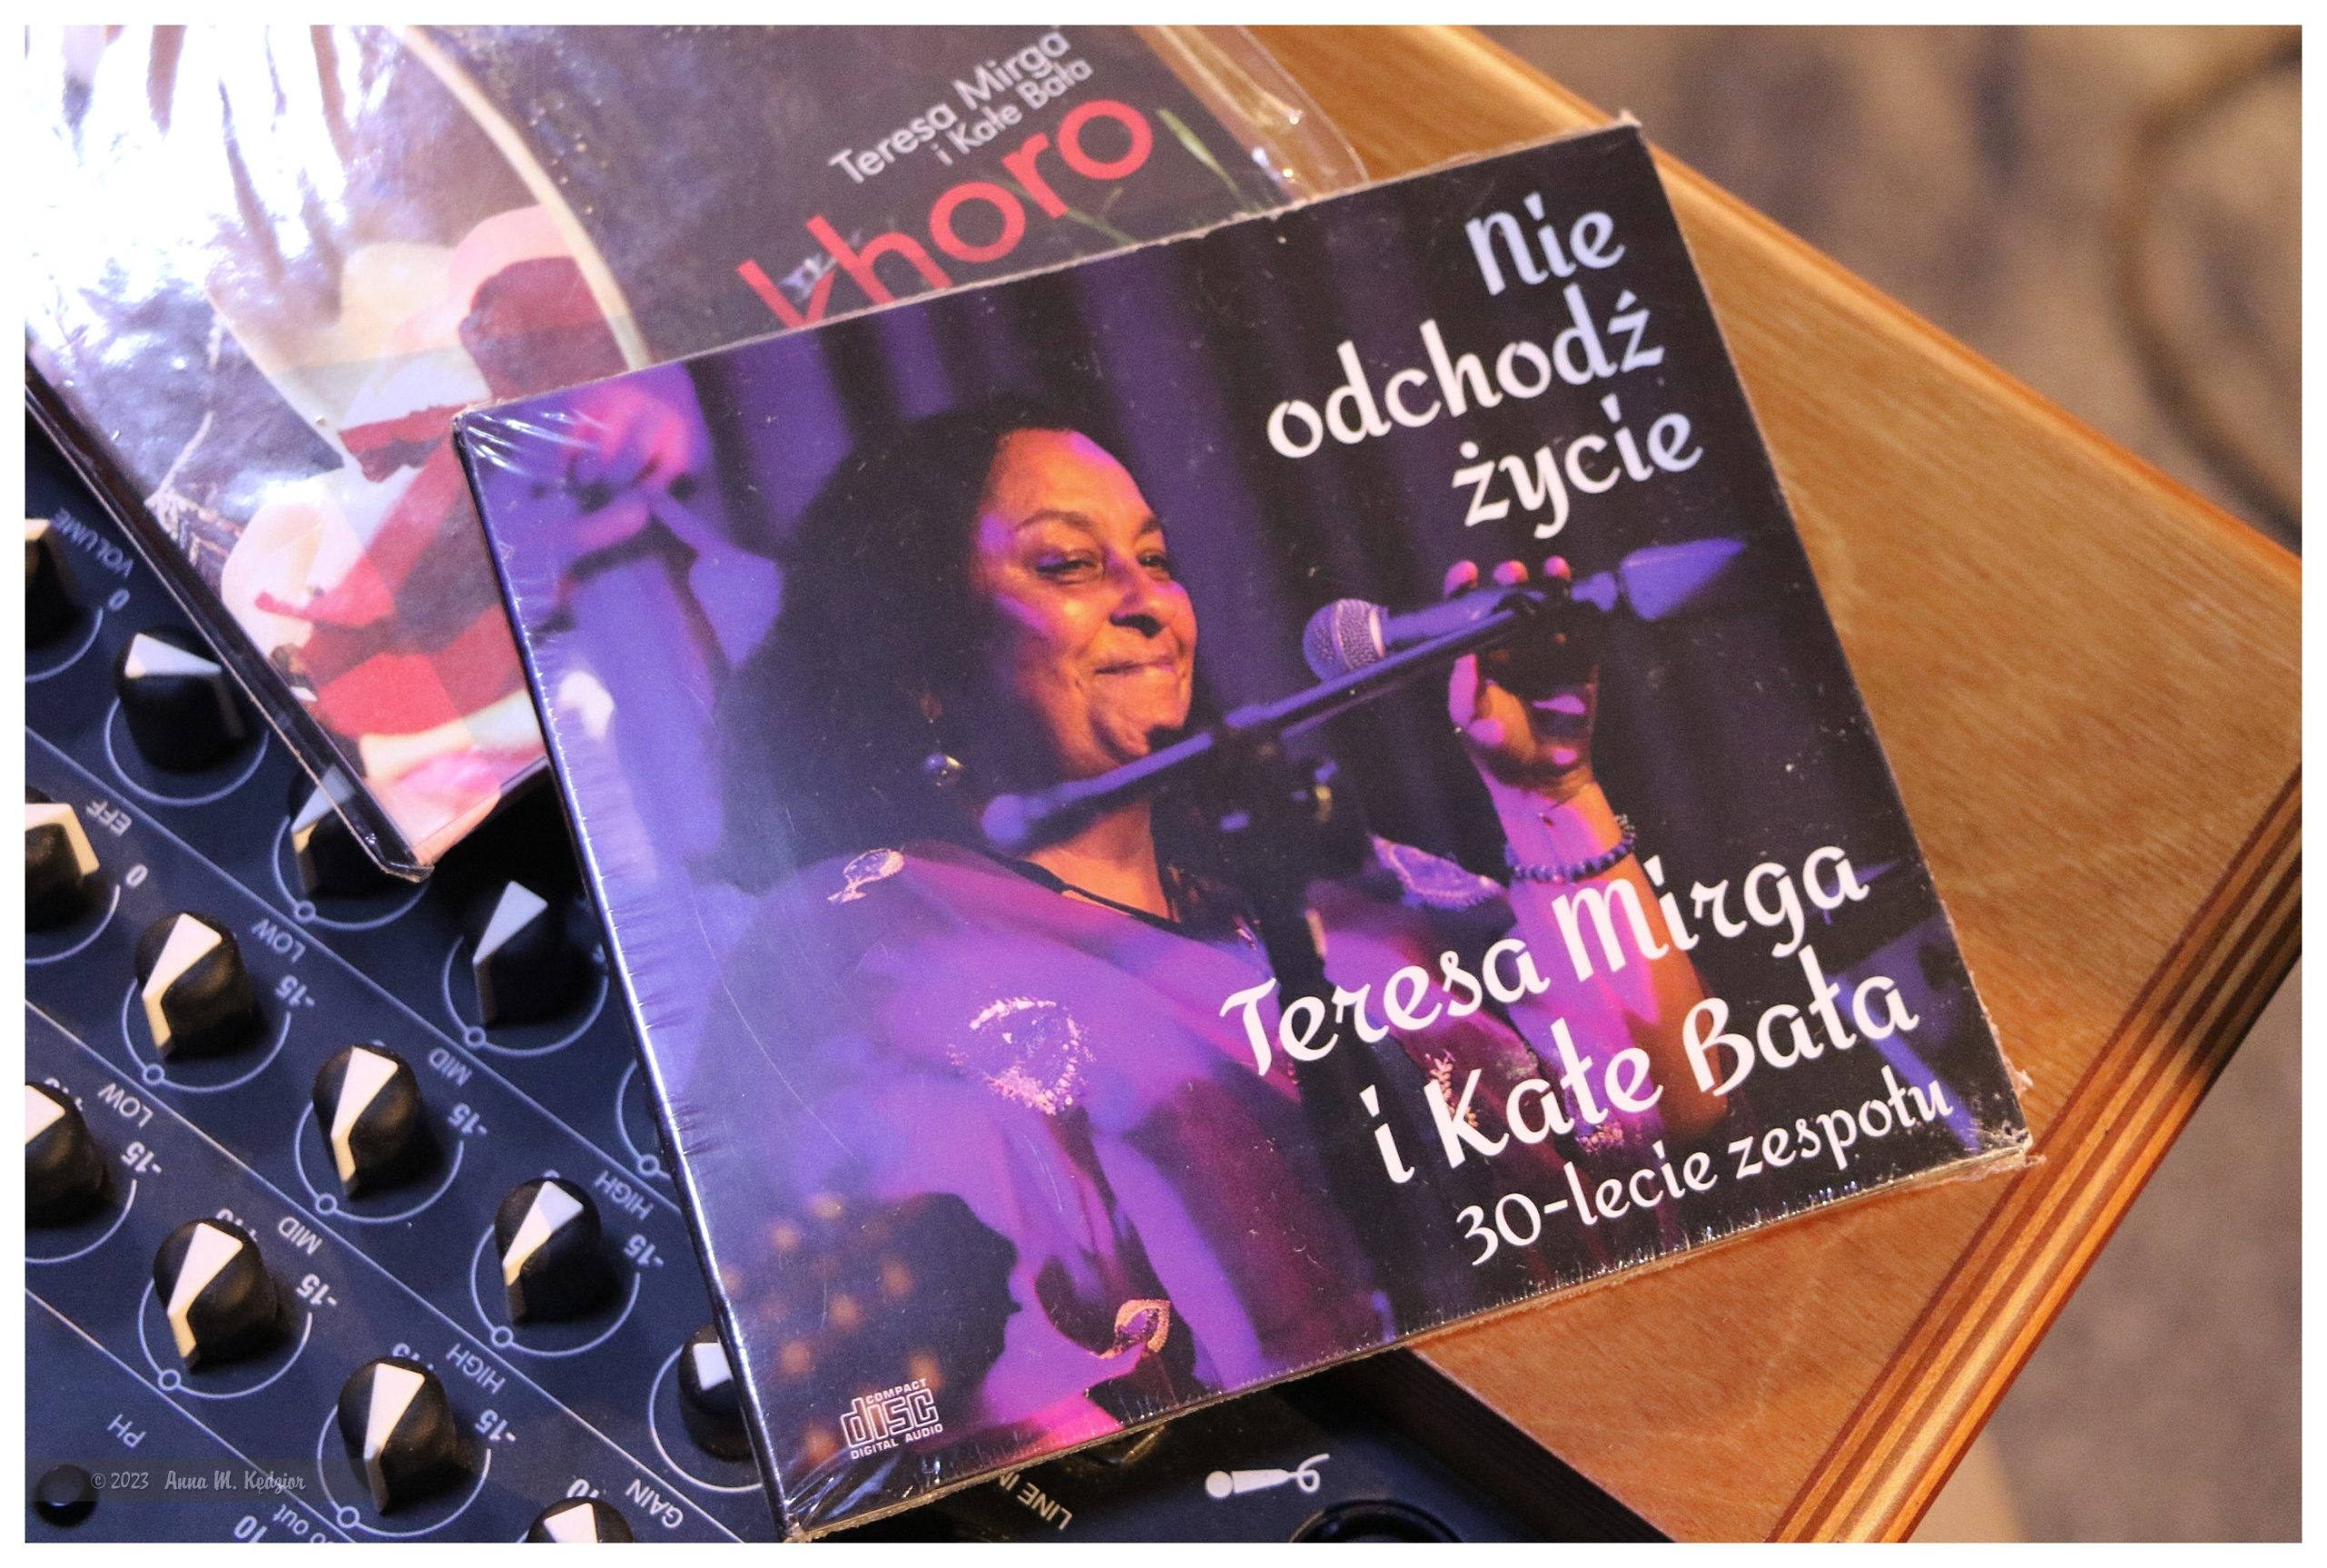 Teresa Mirga
i Kałe Bała
khoro
Nie
odchodź
życie
Teresa Mirga
i Kałe Bała
30-lecie zespołu
COMPACT
disc
DIGITAL AUDIO
VOLUME
0
EFF
0
LOW
-15
MID
-15
HIGH
-15
LOW
-15
MID
-15
HIGH
-15
GAIN
PH
10
LINE IN
© 2023 Anna M. Kędzior